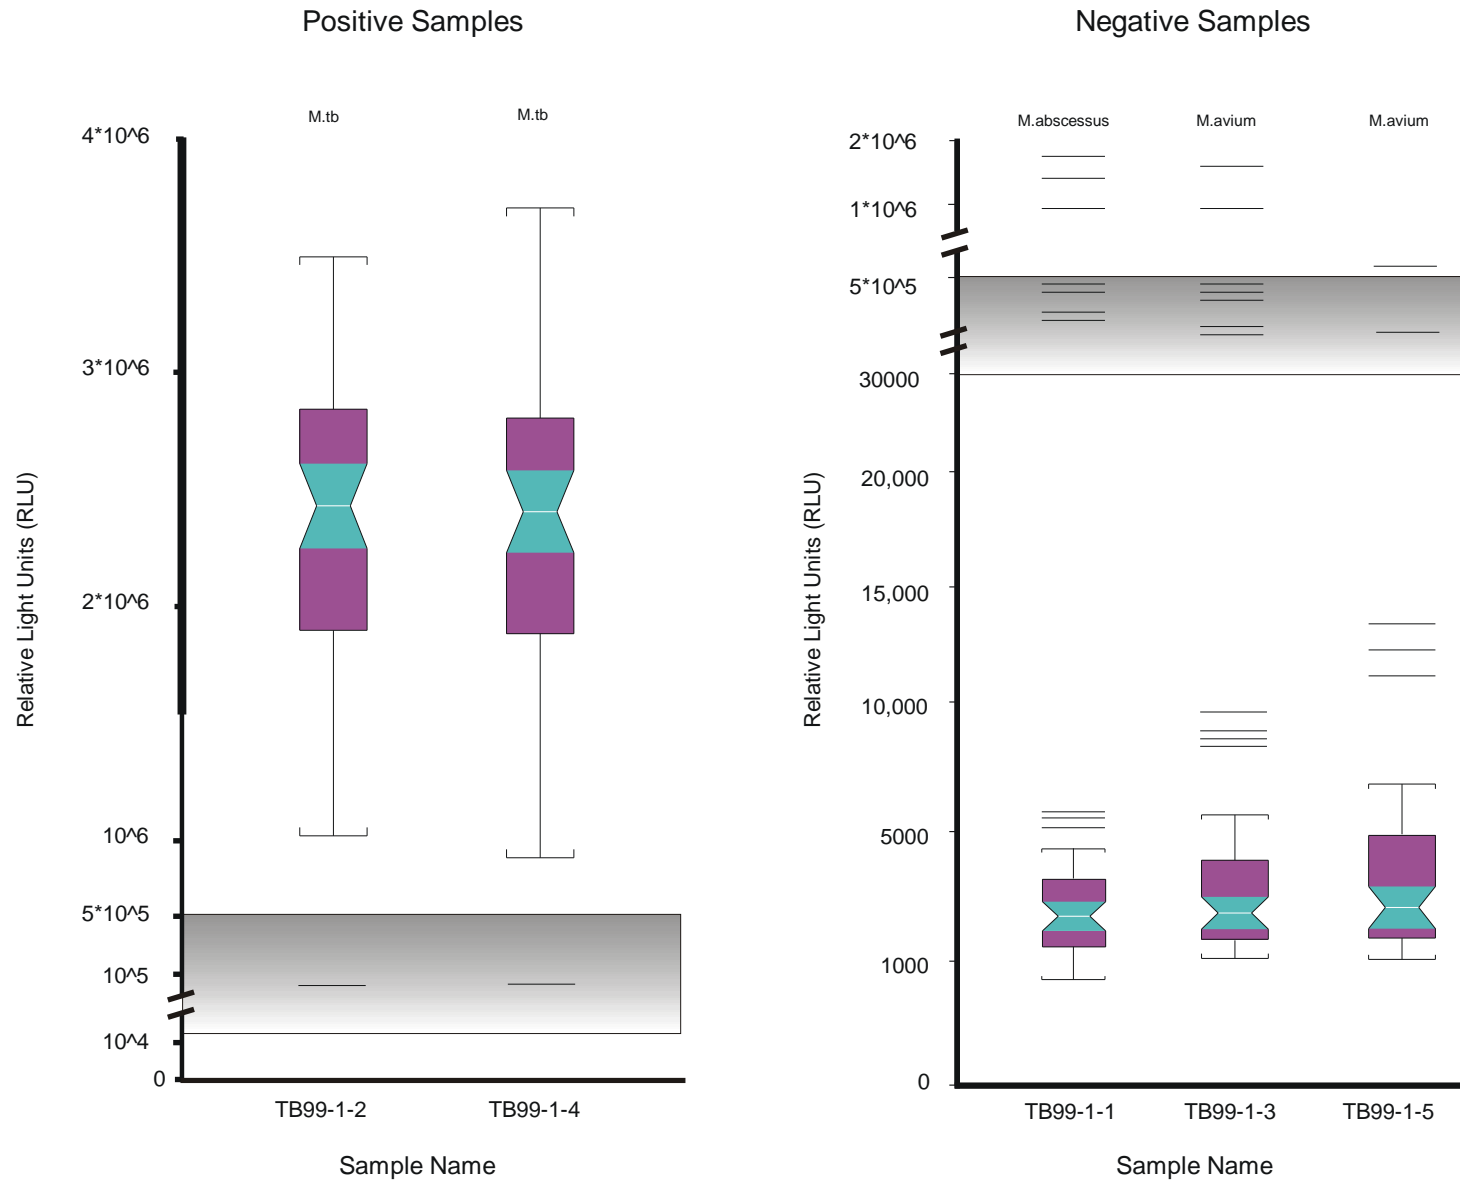 Positive Samples
Negative Samples
M.tb
M.tb
4*10^6
3*10^6
2*10^6
10^6
5*10^5
10^5
10^4
0
Relative Light Units (RLU)
TB99-1-2
TB99-1-4
Sample Name
M.abscessus
M.avium
M.avium
2*10^6
1*10^6
5*10^5
30000
20,000
15,000
10,000
5000
1000
0
Relative Light Units (RLU)
TB99-1-1
TB99-1-3
TB99-1-5
Sample Name